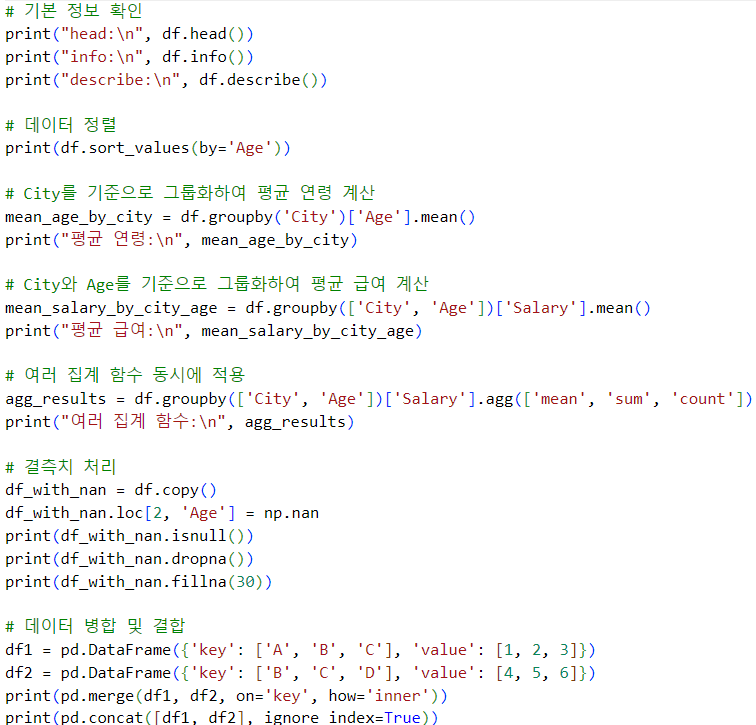 # 기본 정보 확인
print("head:\n", df.head())
print("info:\n", df.info())
print("describe:\n", df.describe())
# 데이터 정렬
print(df.sort_values(by='Age'))
# City를 기준으로 그룹화하여 평균 연령 계산
mean_age_by_city = df.groupby('City')['Age'].mean()
print("평균 연령:\n", mean_age_by_city)
# City와 Age를 기준으로 그룹화하여 평균 급여 계산
mean_salary_by_city_age = df.groupby(['City', 'Age'])['Salary'].mean()
print("평균 급여:\n", mean_salary_by_city_age)
# 여러 집계 함수 동시에 적용
agg_results = df.groupby(['City', 'Age'])['Salary'].agg(['mean', 'sum', 'count'])
print("여러 집계 함수:\n", agg_results)
# 결측치 처리
df_with_nan = df.copy()
df_with_nan.loc[2, 'Age'] = np.nan
print(df_with_nan.isnull())
print(df_with_nan.dropna())
print(df_with_nan.fillna(30))
# 데이터 병합 및 결합
df1 = pd.DataFrame({'key': ['A', 'B', 'C'], 'value': [1, 2, 3]})
df2 = pd.DataFrame({'key': ['B', 'C', 'D'], 'value': [4, 5, 6]})
print(pd.merge(df1, df2, on='key', how='inner'))
print(pd.concat([df1, df2], ignore_index=True))